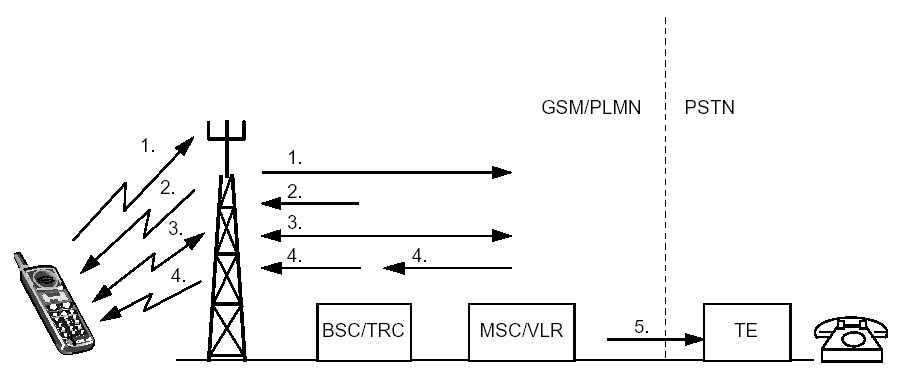 GSM/PLMN PSTN
1. 1.
2. 2.
3. 3.
4. 4. 4.
BSC/TRC MSC/VLR 5. TE